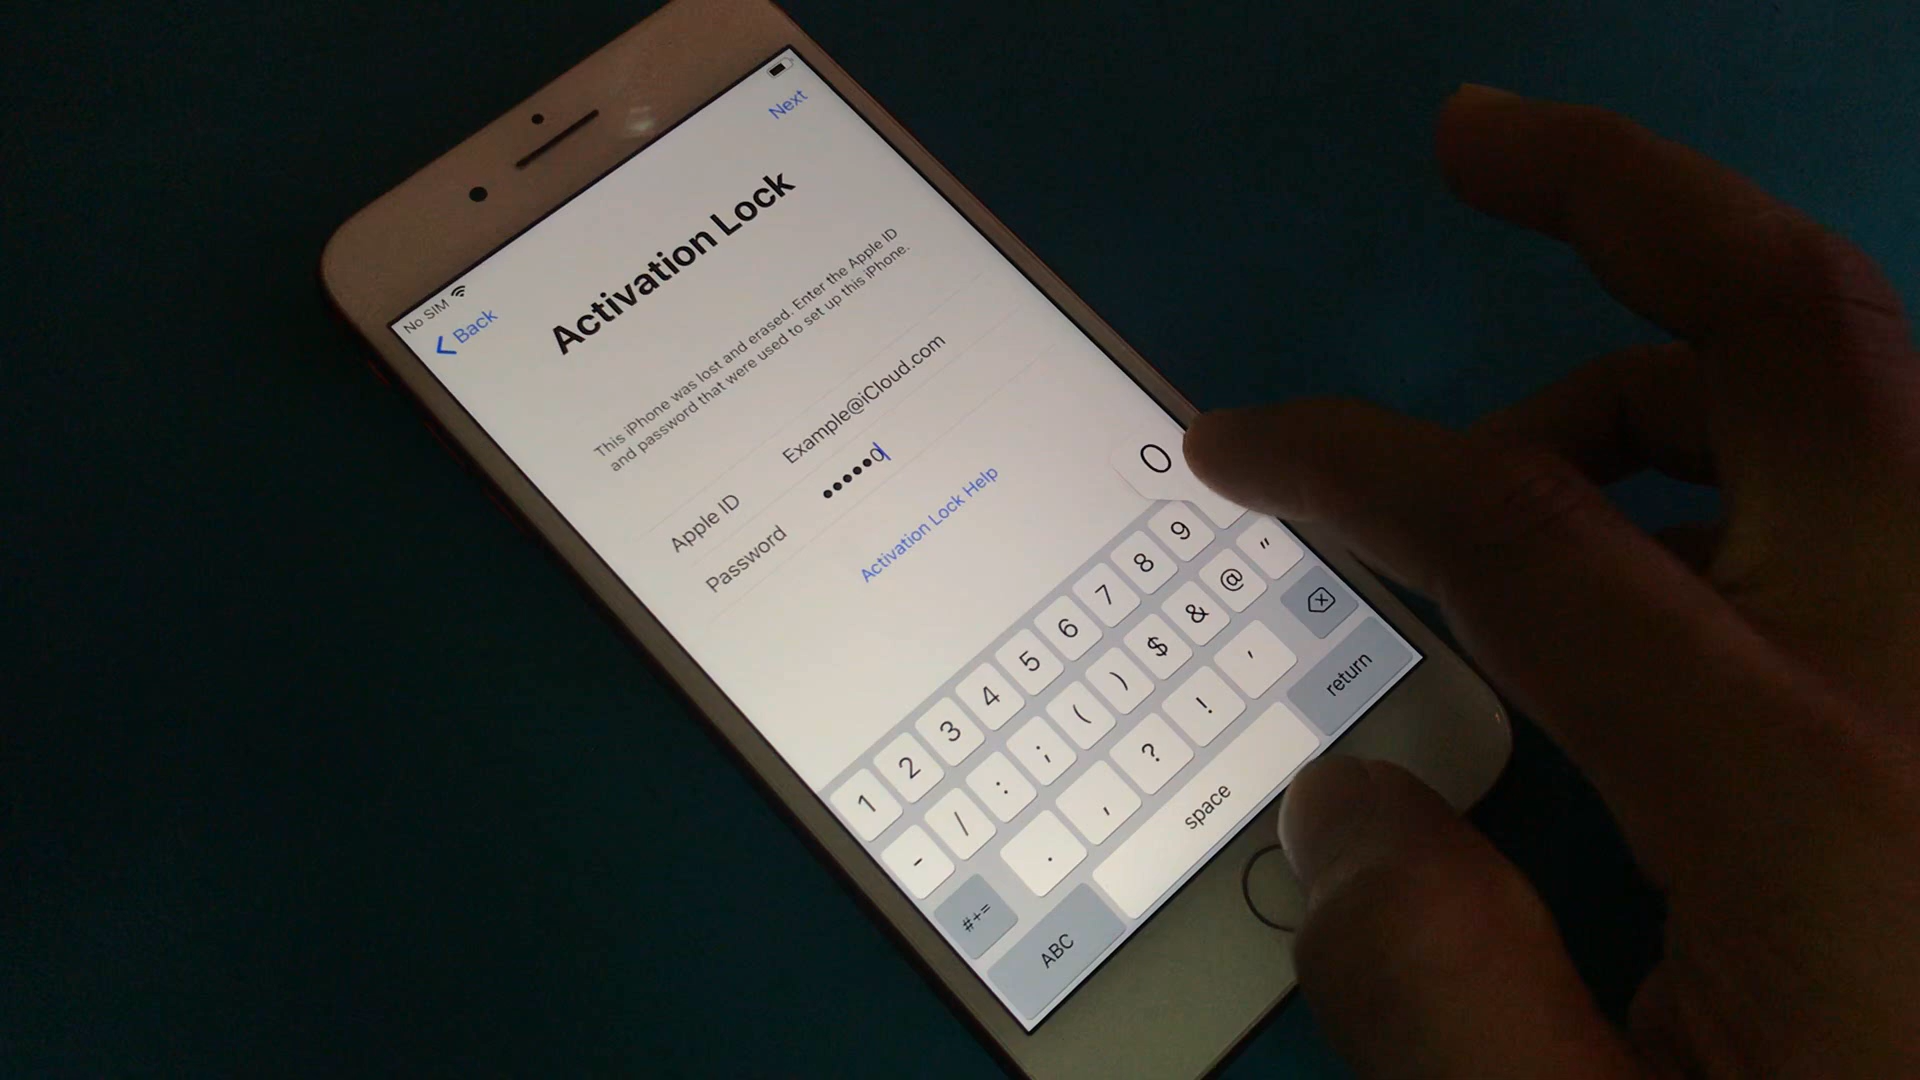 No SIM
Back
Next
Activation Lock
This iPhone was lost and erased. Enter the Apple ID
and password that were used to set up this iPhone.
Apple ID Example@iCloud.com
Password ••••••0
Activation Lock Help
1 2 3 4 5 6 7 8 9 0
- / : ; ( ) $ & @ "
#+= . , ? ! '
ABC space return